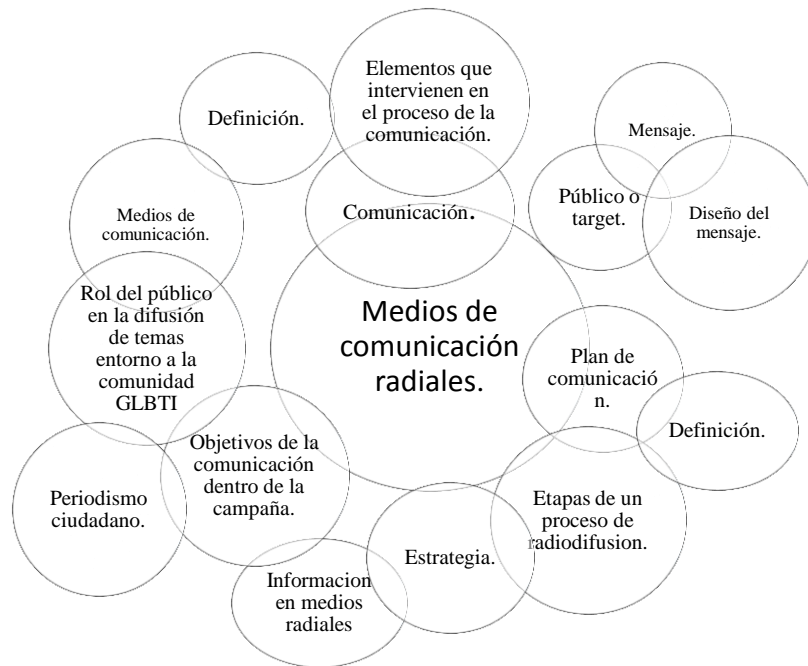 Elementos que
intervienen en
el proceso de la
comunicación.
Definición.
Mensaje.
Medios de
comunicación.
Comunicación.
Público o
target.
Diseño del
mensaje.
Rol del público
en la difusión
de temas
entorno a la
comunidad
GLBTI
Medios de
comunicación
radiales.
Plan de
comunicació
n.
Definición.
Objetivos de la
comunicación
dentro de la
campaña.
Periodismo
ciudadano.
Etapas de un
proceso de
radiodifusion.
Estrategia.
Informacion
en medios
radiales